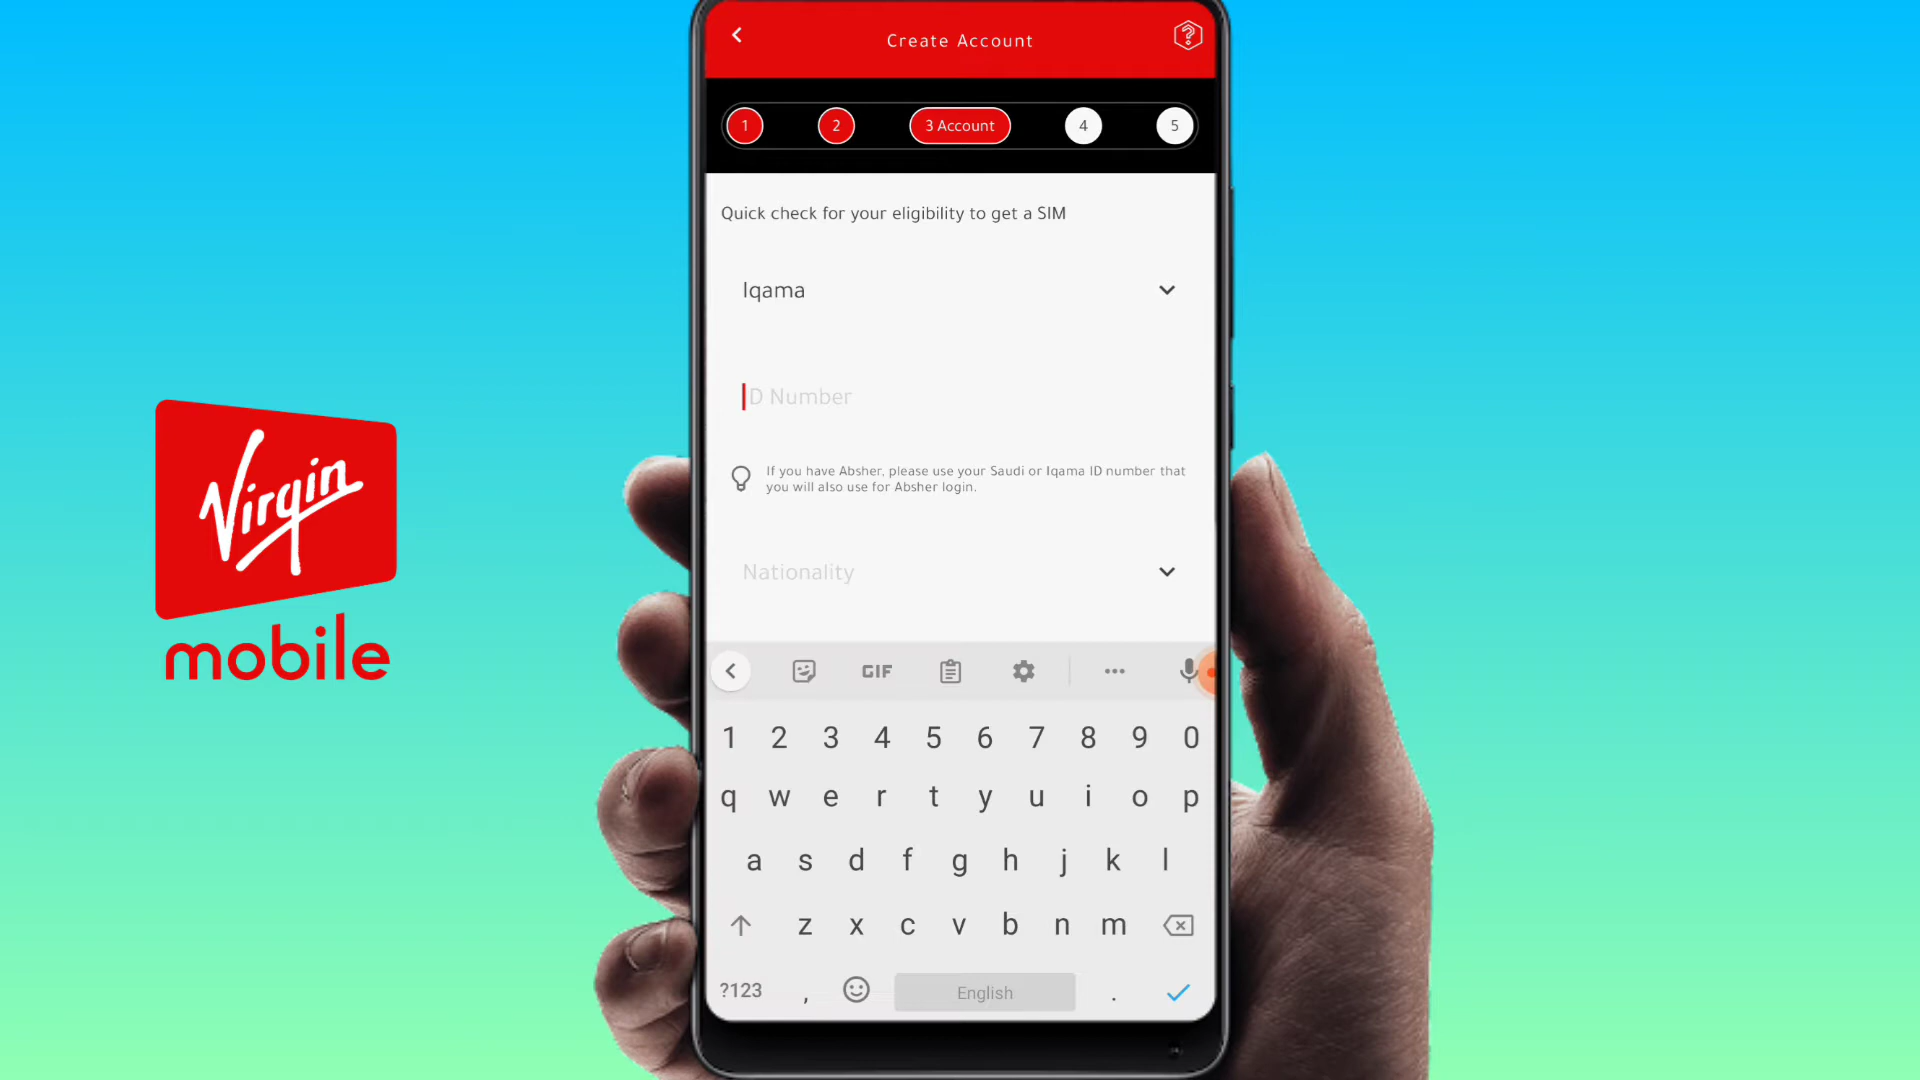 Create Account
1
2
3 Account
4
5
Quick check for your eligibility to get a SIM
Iqama
D Number
If you have Absher, please use your Saudi or Iqama ID number that
you will also use for Absher login.
Nationality
GIF
1 2 3 4 5 6 7 8 9 0
q w e r t y u i o p
a s d f g h j k l
z x c v b n m
?123 , English .
Virgin
mobile